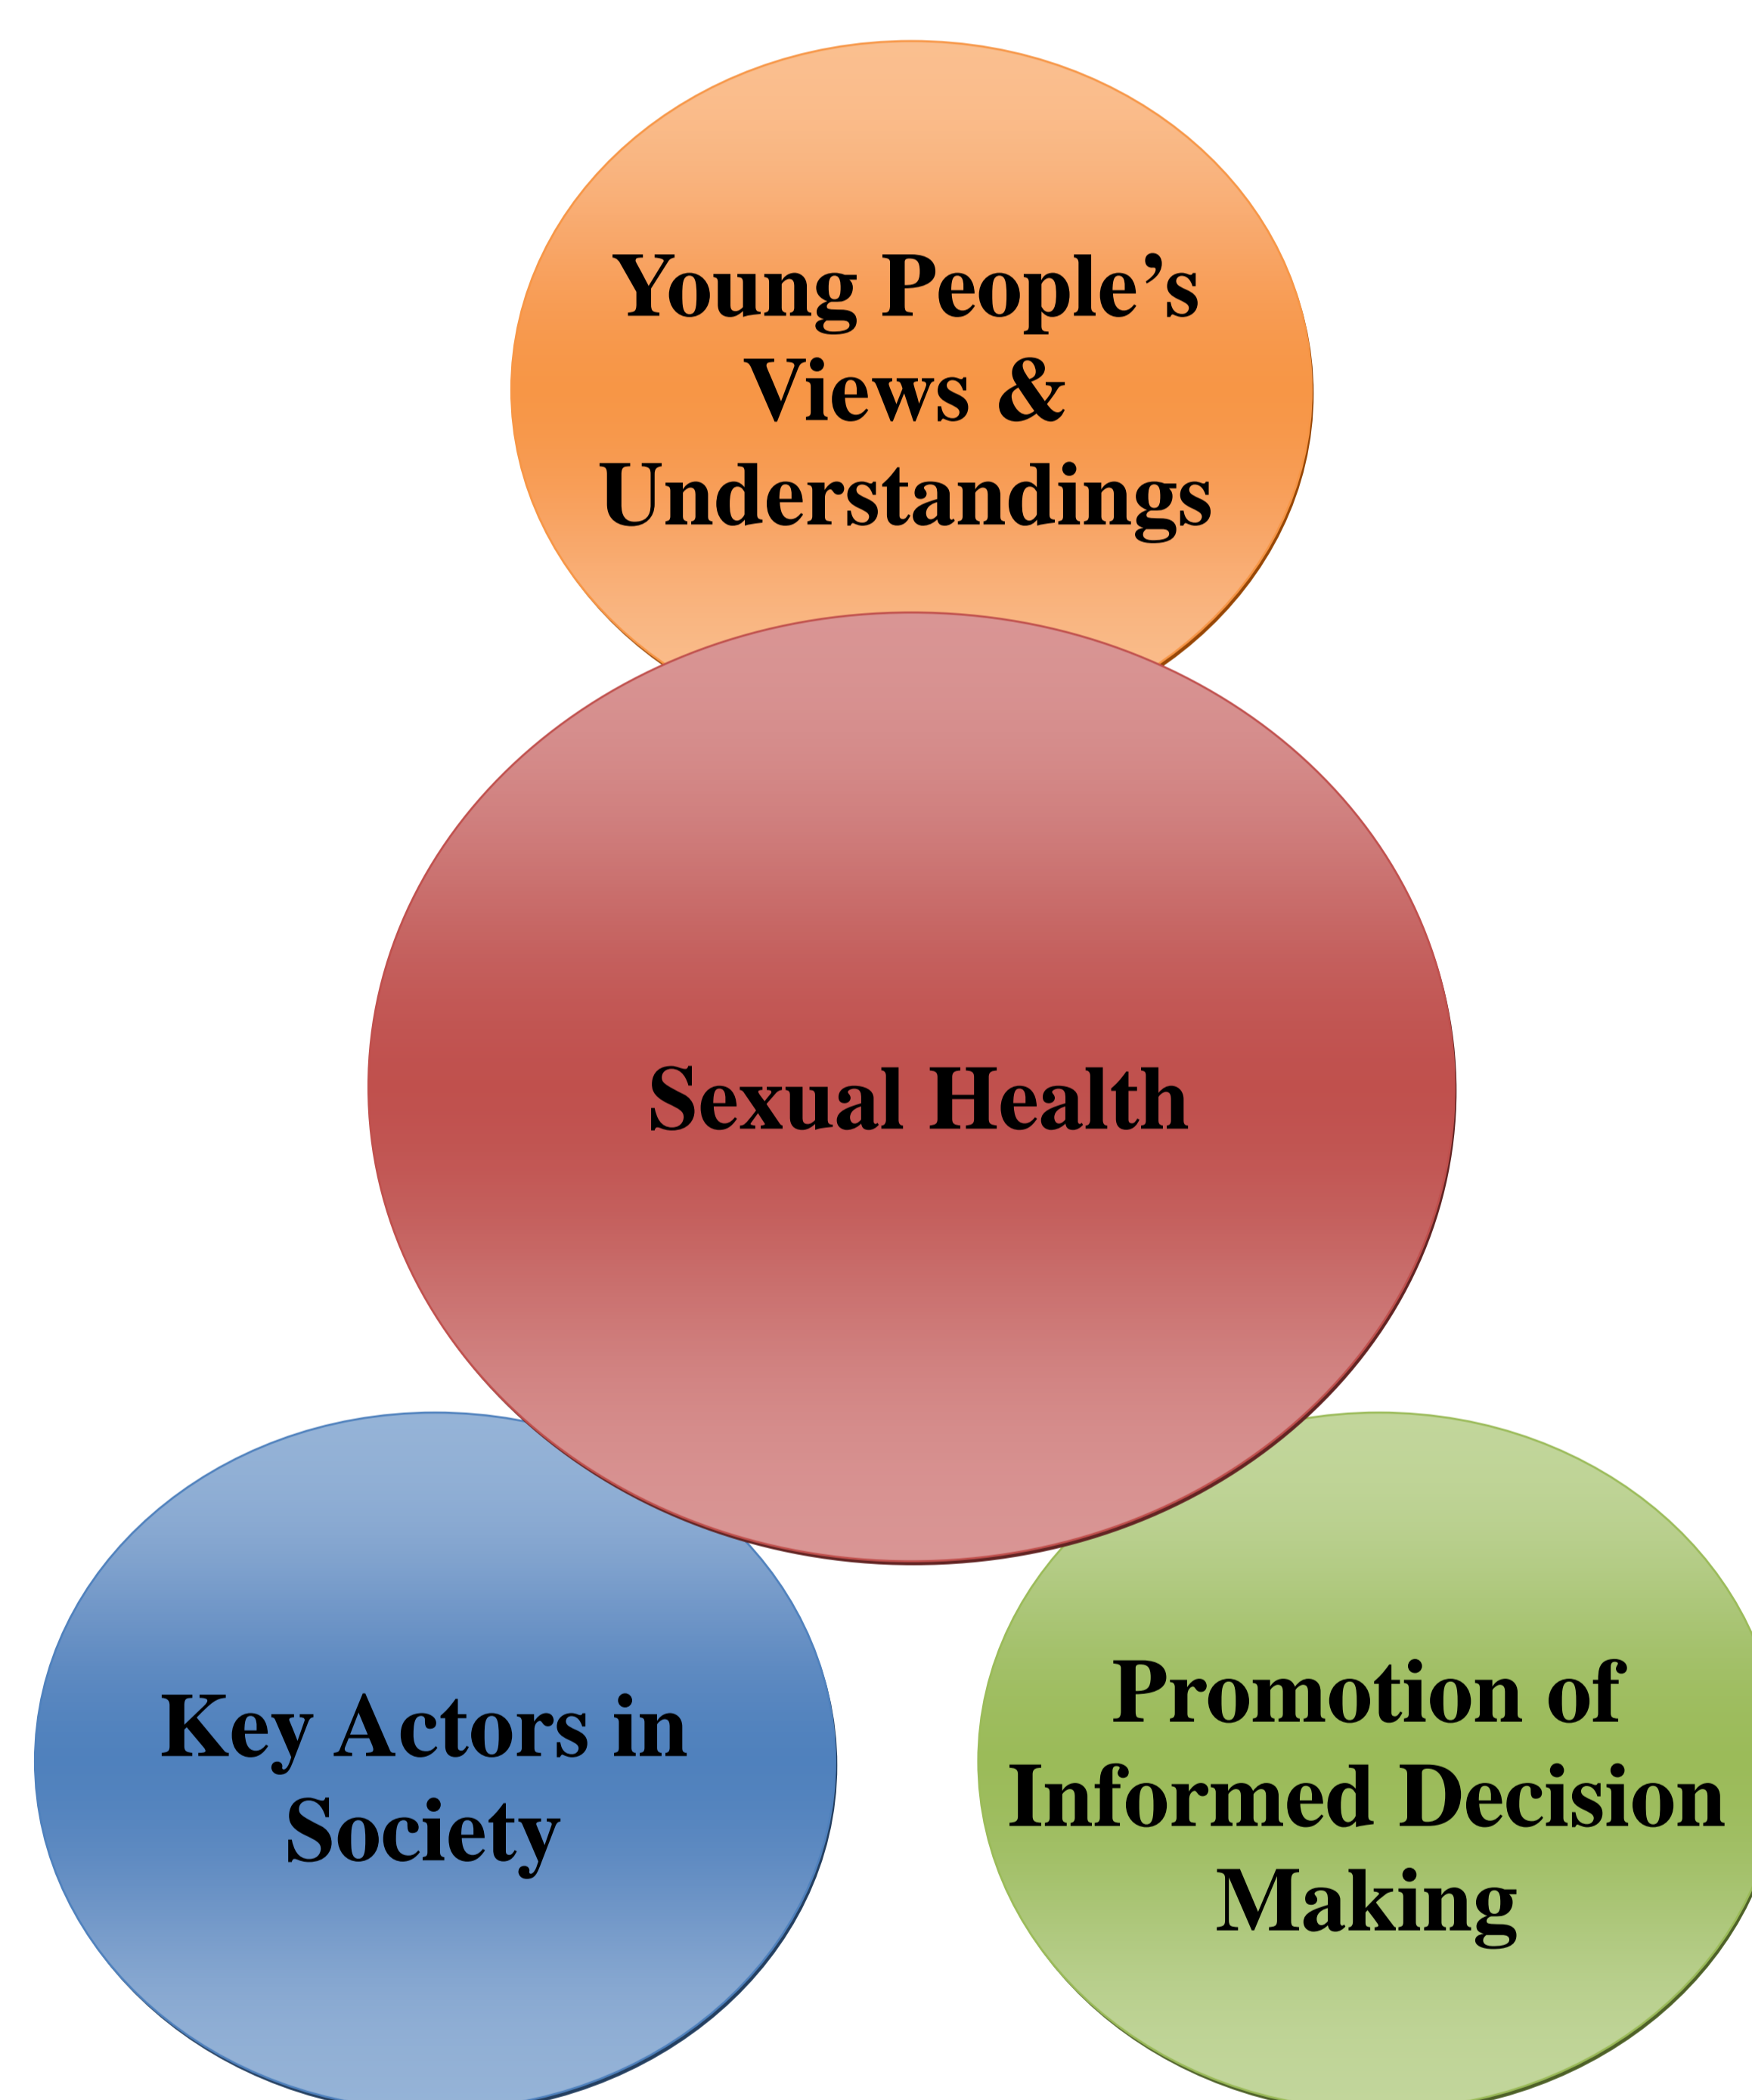 Young People’s
Views &
Understandings
Sexual Health
Key Actors in
Society
Promotion of
Informed Decision
Making